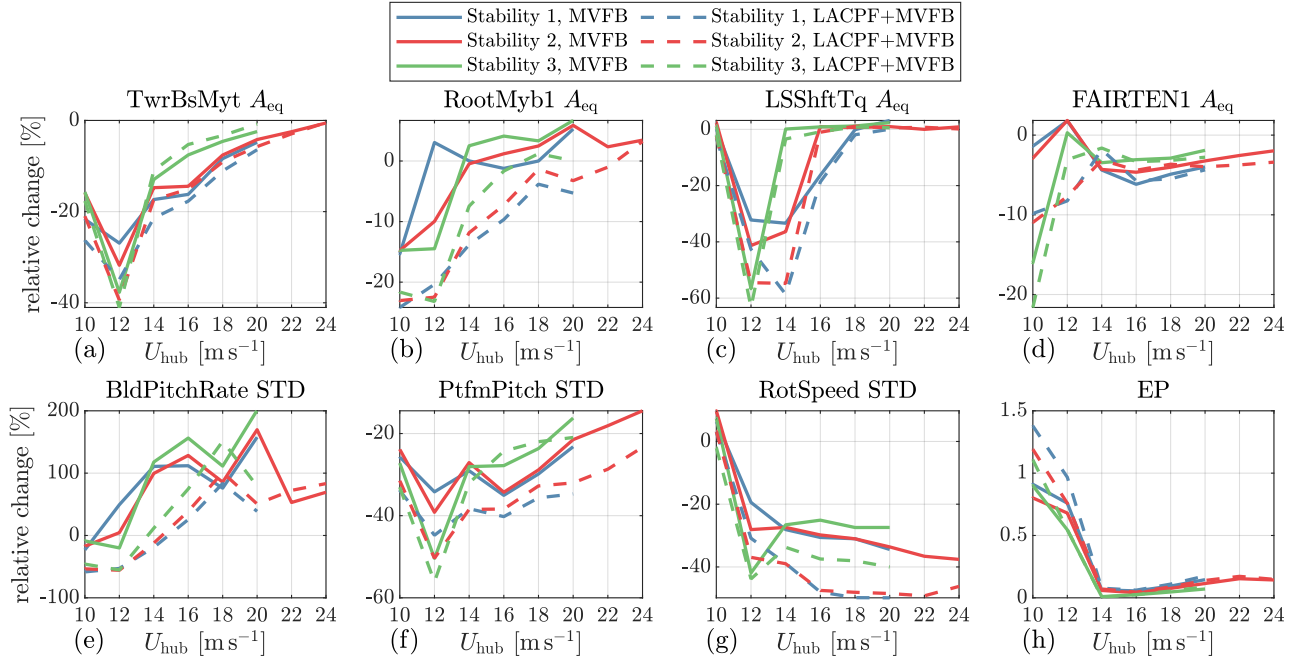 Stability 1, MVFB Stability 1, LACPF+MVFB
Stability 2, MVFB Stability 2, LACPF+MVFB
Stability 3, MVFB Stability 3, LACPF+MVFB
TwrBsMyt A_eq RootMyb1 A_eq LSShftTq A_eq FAIRTEN1 A_eq
relative change [%]
0
-20
-40
10 12 14 16 18 20 22 24
(a) U_hub [m s⁻¹]
0
-10
-20
10 12 14 16 18 20 22 24
(b) U_hub [m s⁻¹]
0
-20
-40
-60
10 12 14 16 18 20 22 24
(c) U_hub [m s⁻¹]
0
-10
-20
10 12 14 16 18 20 22 24
(d) U_hub [m s⁻¹]
BldPitchRate STD PtfmPitch STD RotSpeed STD EP
relative change [%]
200
100
0
-100
10 12 14 16 18 20 22 24
(e) U_hub [m s⁻¹]
-20
-40
-60
10 12 14 16 18 20 22 24
(f) U_hub [m s⁻¹]
0
-20
-40
10 12 14 16 18 20 22 24
(g) U_hub [m s⁻¹]
1.5
1
0.5
0
10 12 14 16 18 20 22 24
(h) U_hub [m s⁻¹]